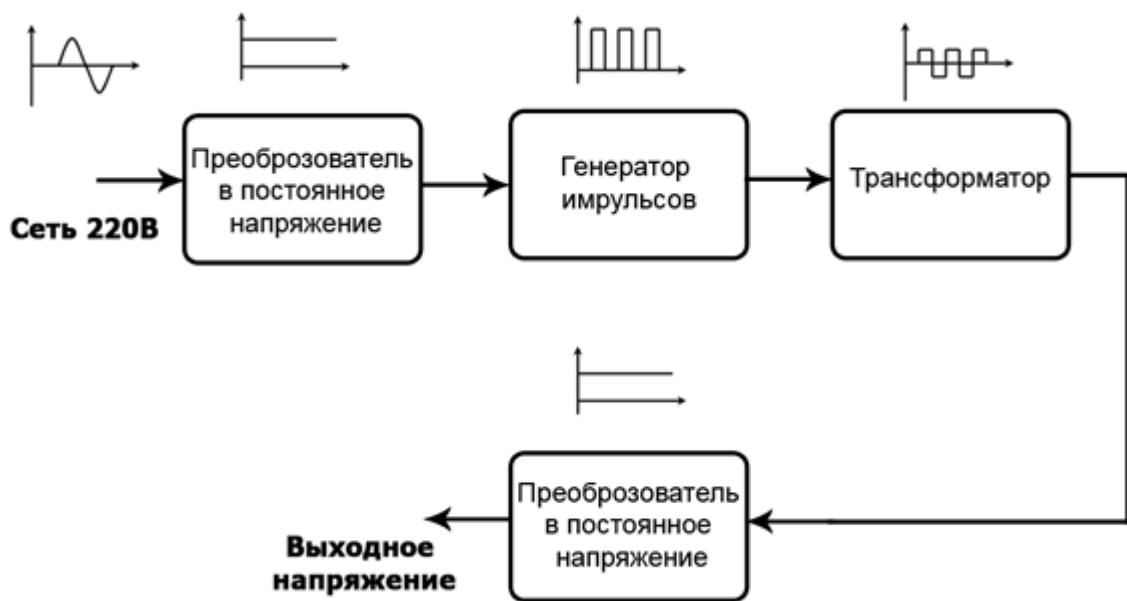 Преоброзователь
в постоянное
напряжение
Генератор
имрульсов
Трансформатор
Сеть 220В
Преоброзователь
в постоянное
напряжение
Выходное
напряжение